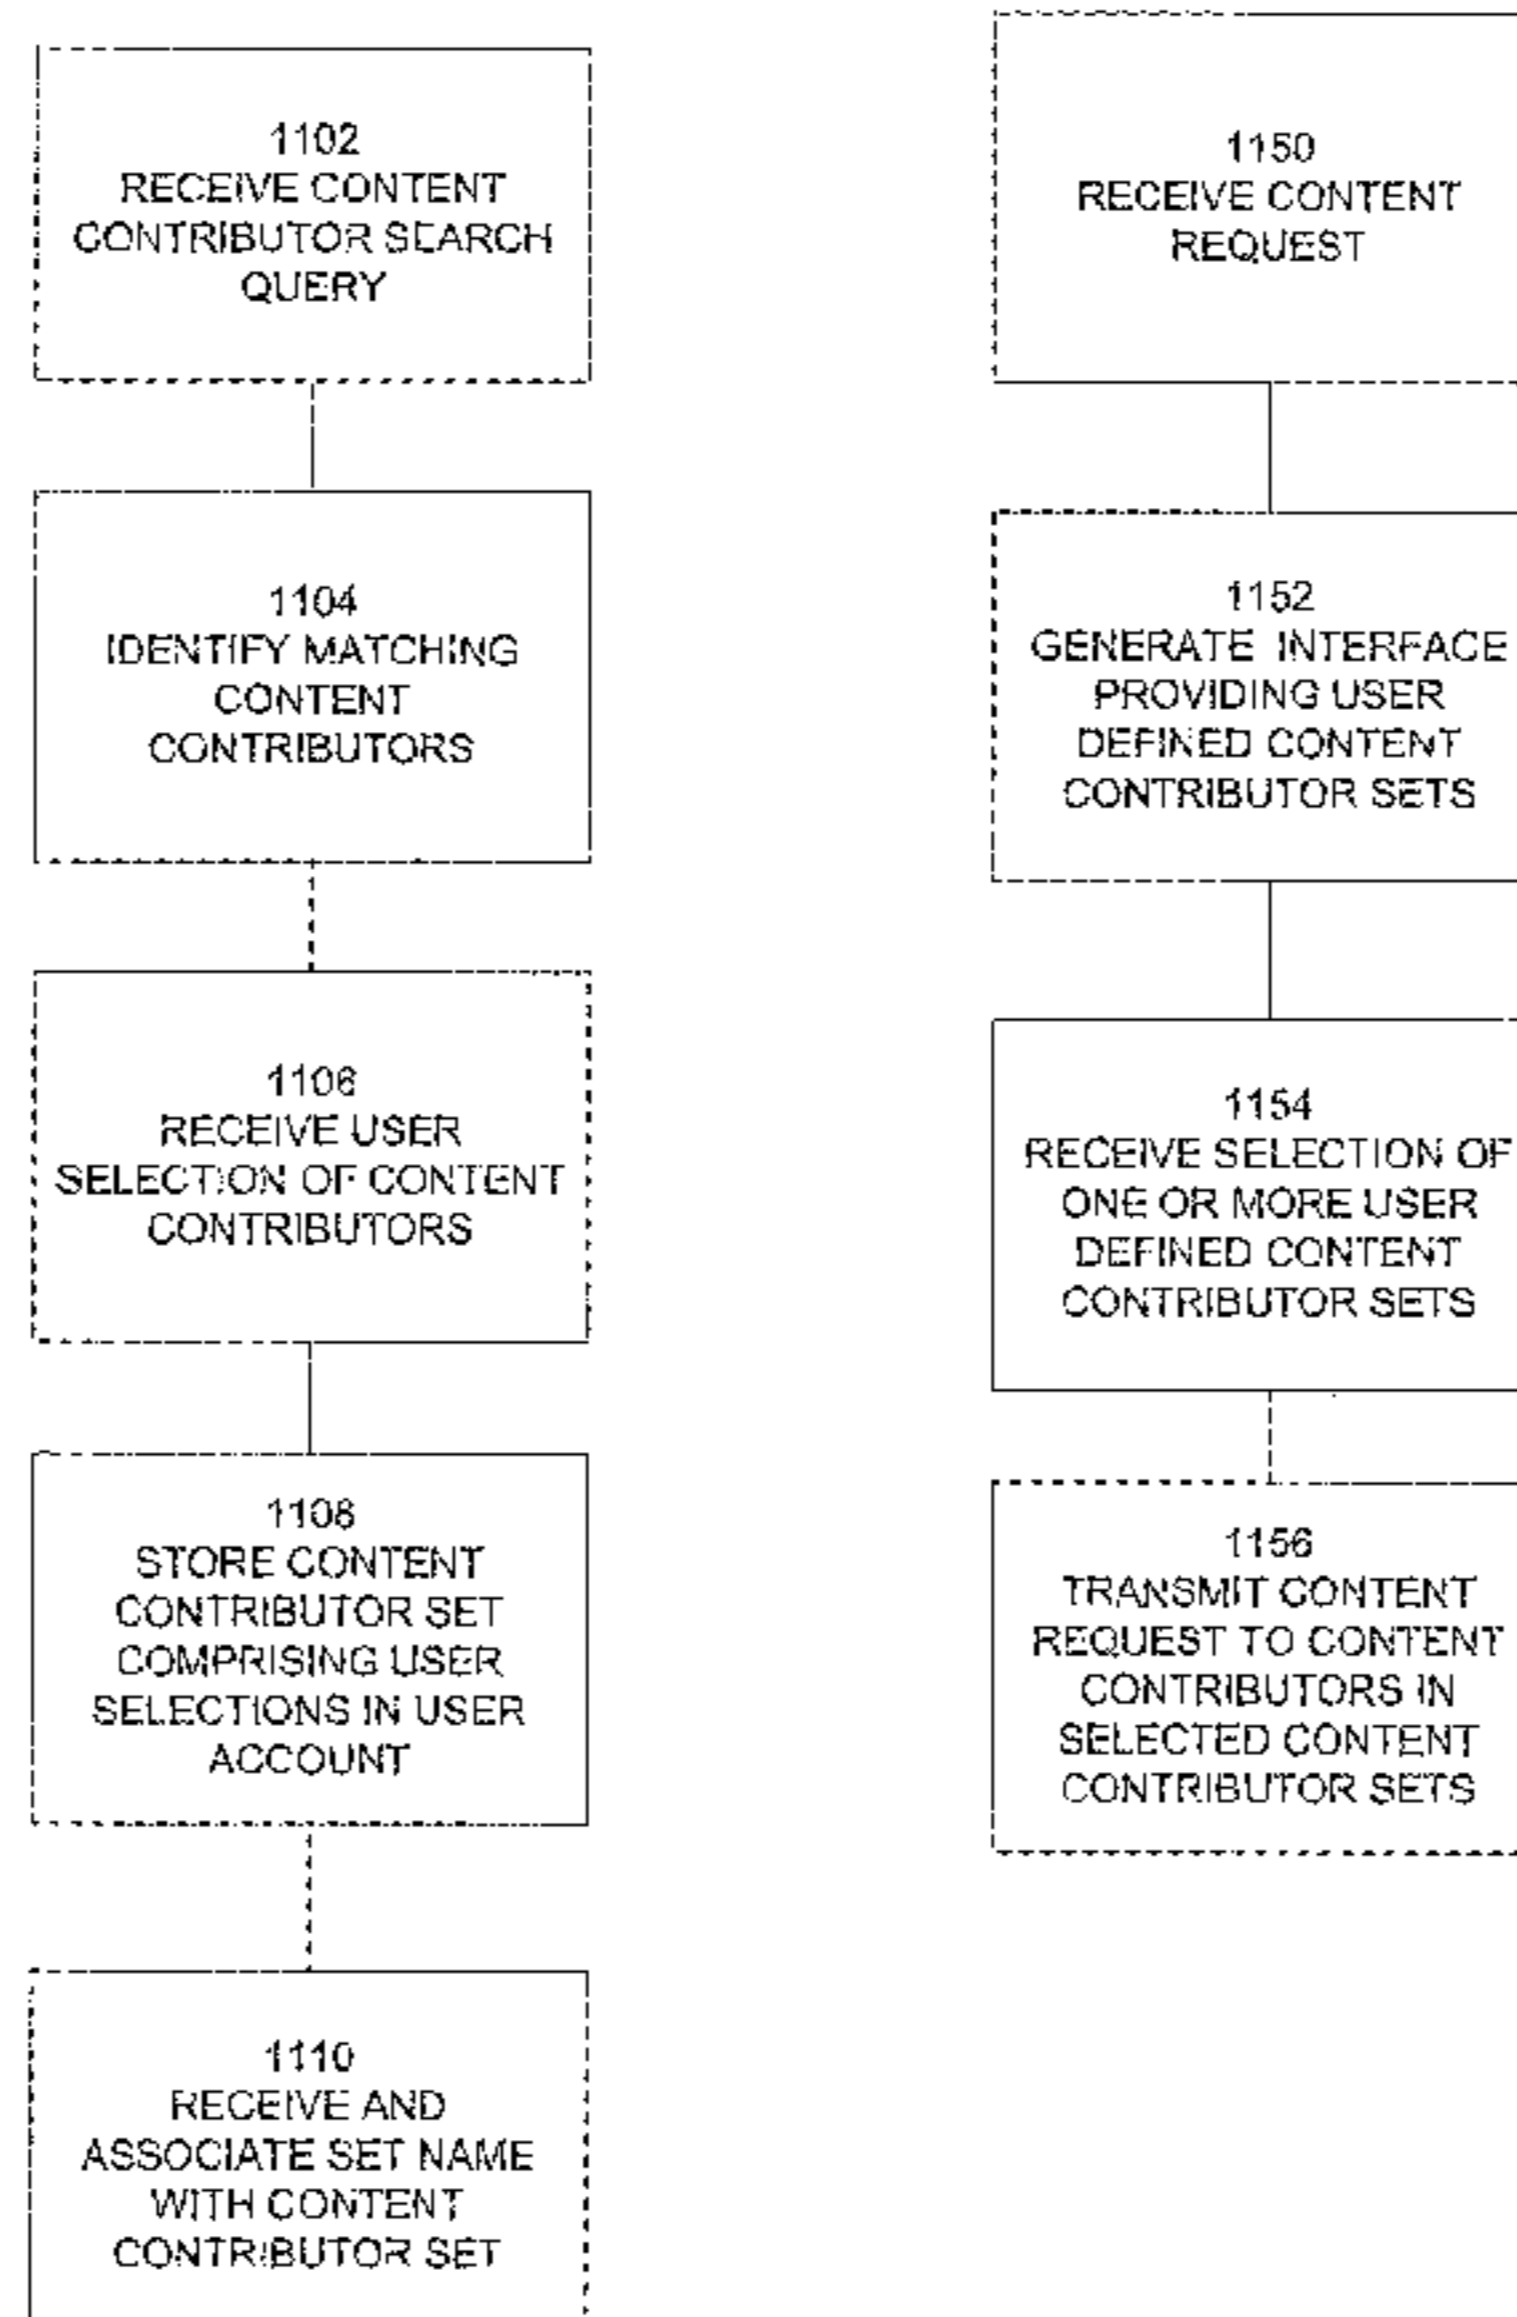 1102
RECEIVE CONTENT
CONTRIBUTOR SEARCH
QUERY
1104
IDENTIFY MATCHING
CONTENT
CONTRIBUTORS
1106
RECEIVE USER
SELECTION OF CONTENT
CONTRIBUTORS
1108
STORE CONTENT
CONTRIBUTOR SET
COMPRISING USER
SELECTIONS IN USER
ACCOUNT
1110
RECEIVE AND
ASSOCIATE SET NAME
WITH CONTENT
CONTRIBUTOR SET
1150
RECEIVE CONTENT
REQUEST
1152
GENERATE INTERFACE
PROVIDING USER
DEFINED CONTENT
CONTRIBUTOR SETS
1154
RECEIVE SELECTION OF
ONE OR MORE USER
DEFINED CONTENT
CONTRIBUTOR SETS
1156
TRANSMIT CONTENT
REQUEST TO CONTENT
CONTRIBUTORS IN
SELECTED CONTENT
CONTRIBUTOR SETS